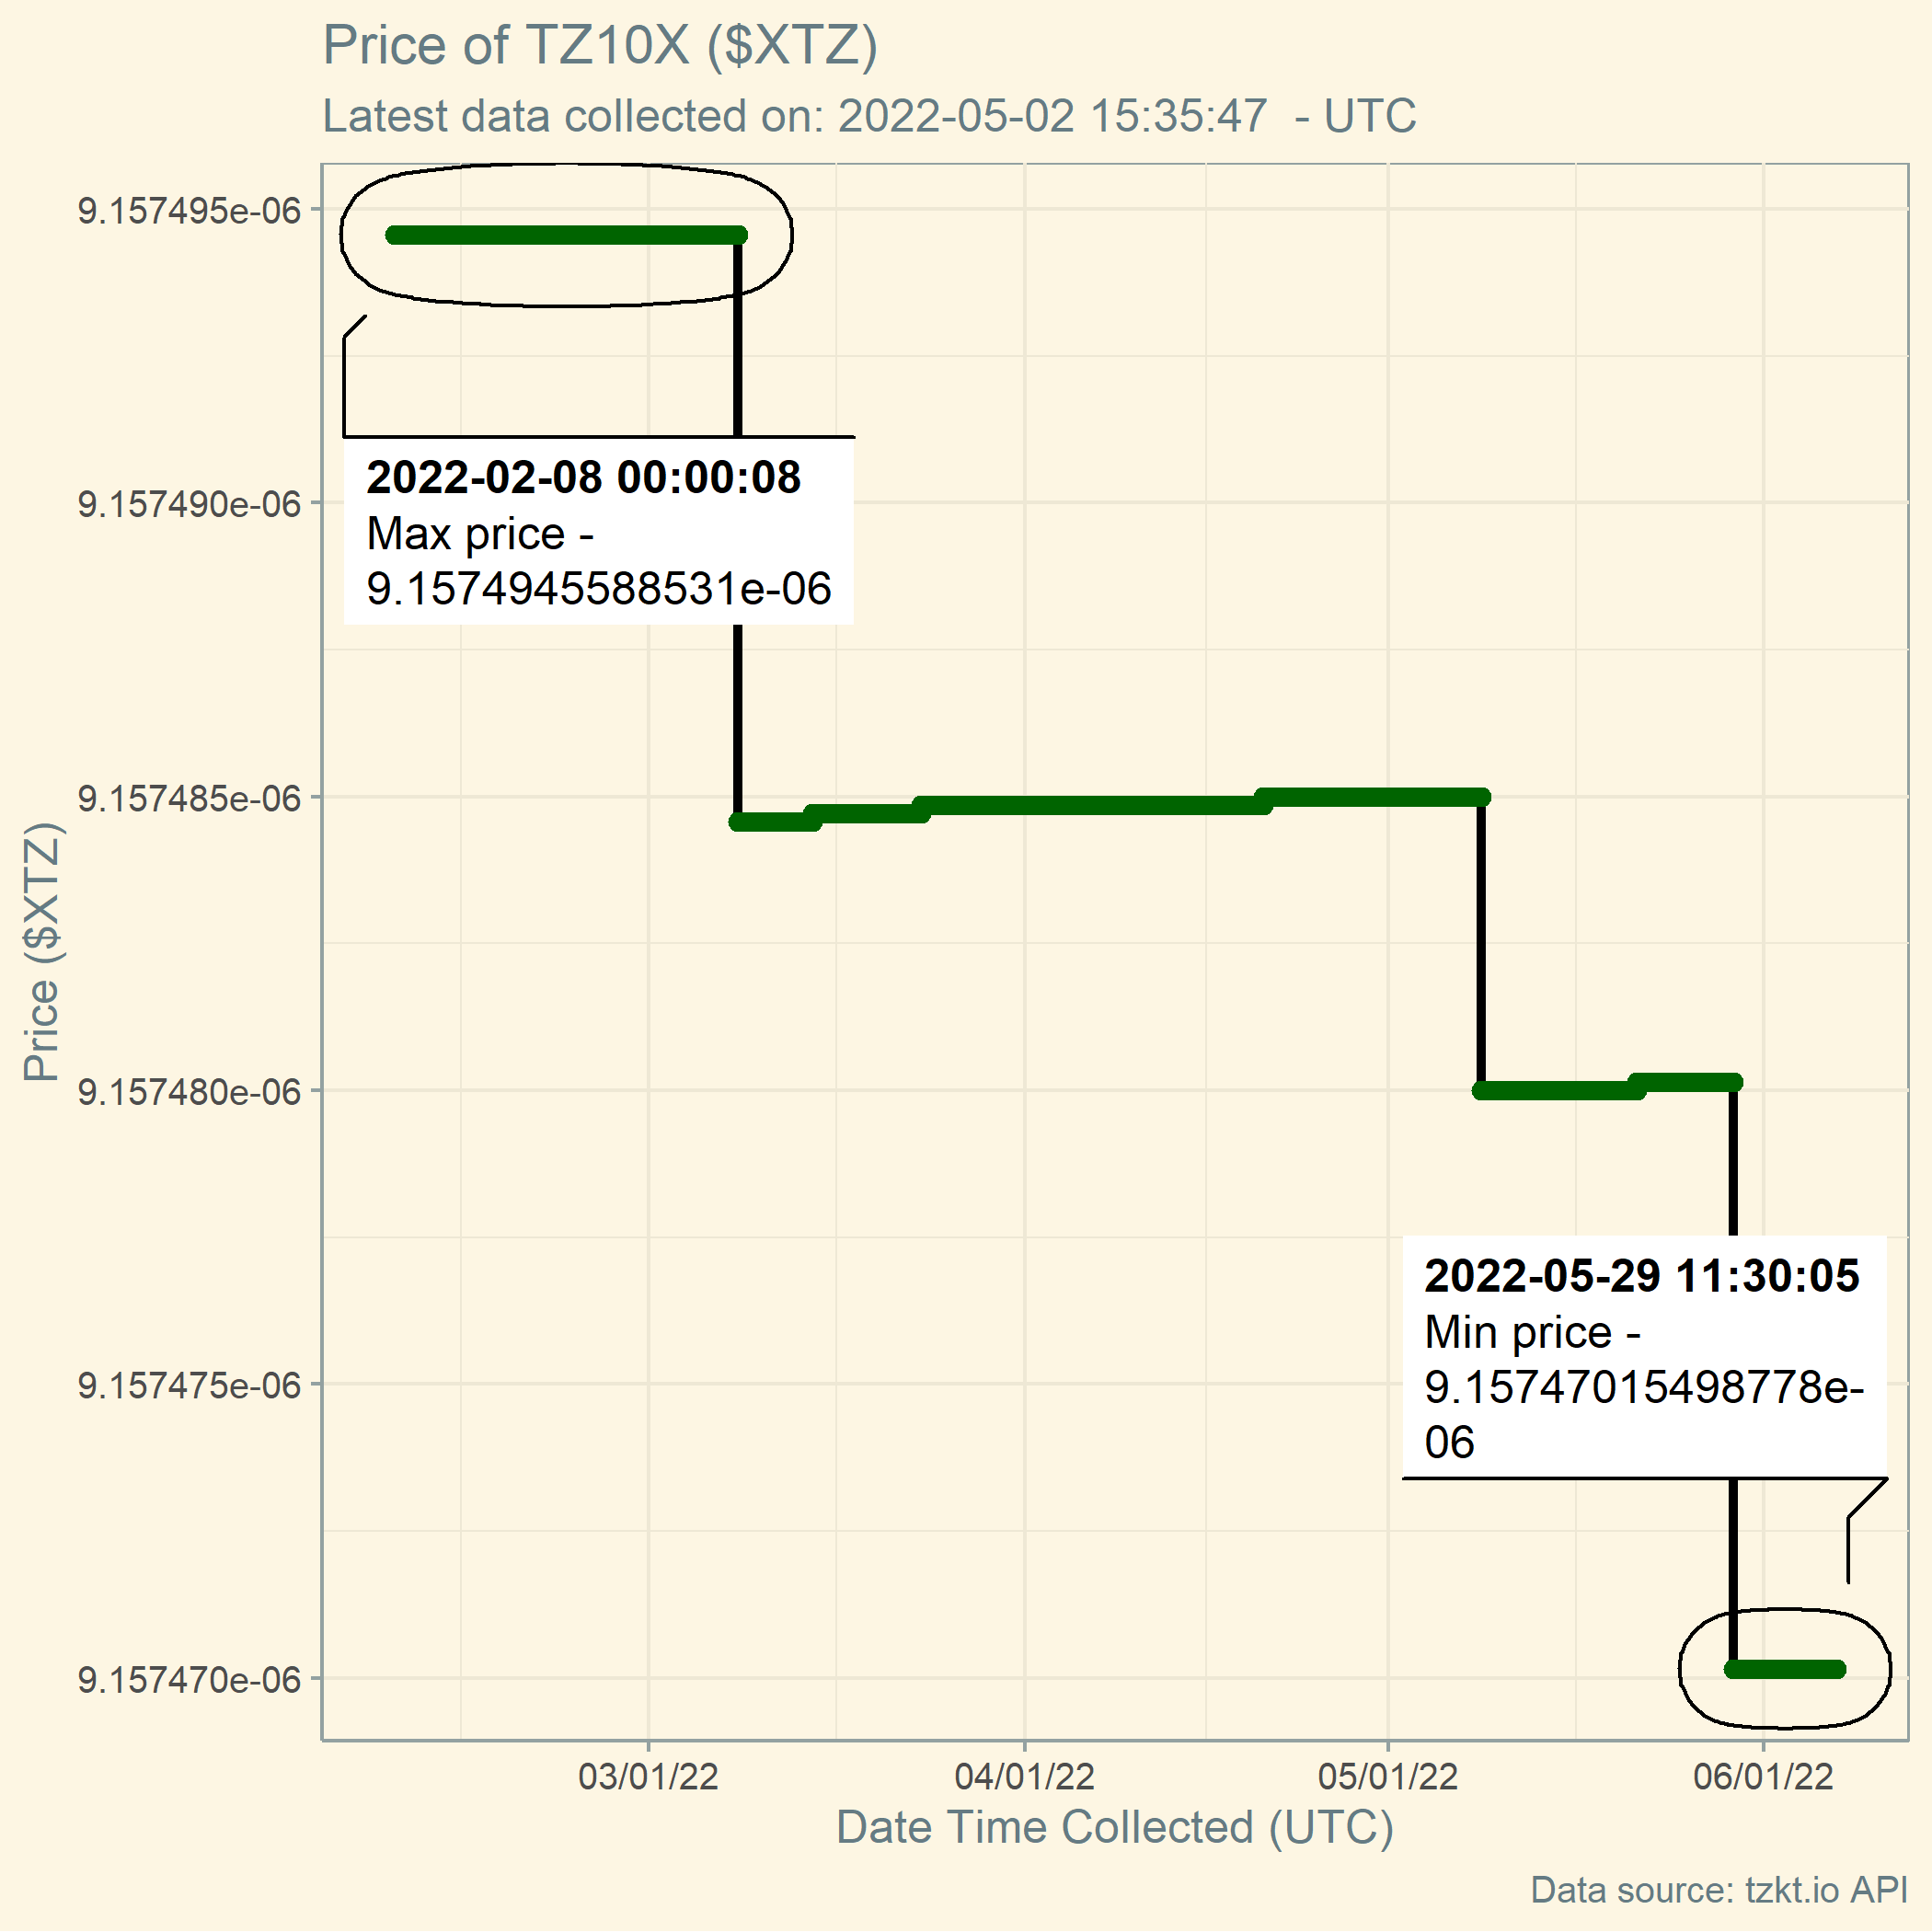 Price of TZ10X ($XTZ)
Latest data collected on: 2022-05-02 15:35:47  - UTC
9.157495e-06
2022-02-08 00:00:08
Max price -
9.1574945588531e-06
9.157490e-06
9.157485e-06
Price ($XTZ)
9.157480e-06
2022-05-29 11:30:05
Min price -
9.15747015498778e-
06
9.157475e-06
9.157470e-06
03/01/22 04/01/22 05/01/22 06/01/22
Date Time Collected (UTC)
Data source: tzkt.io API